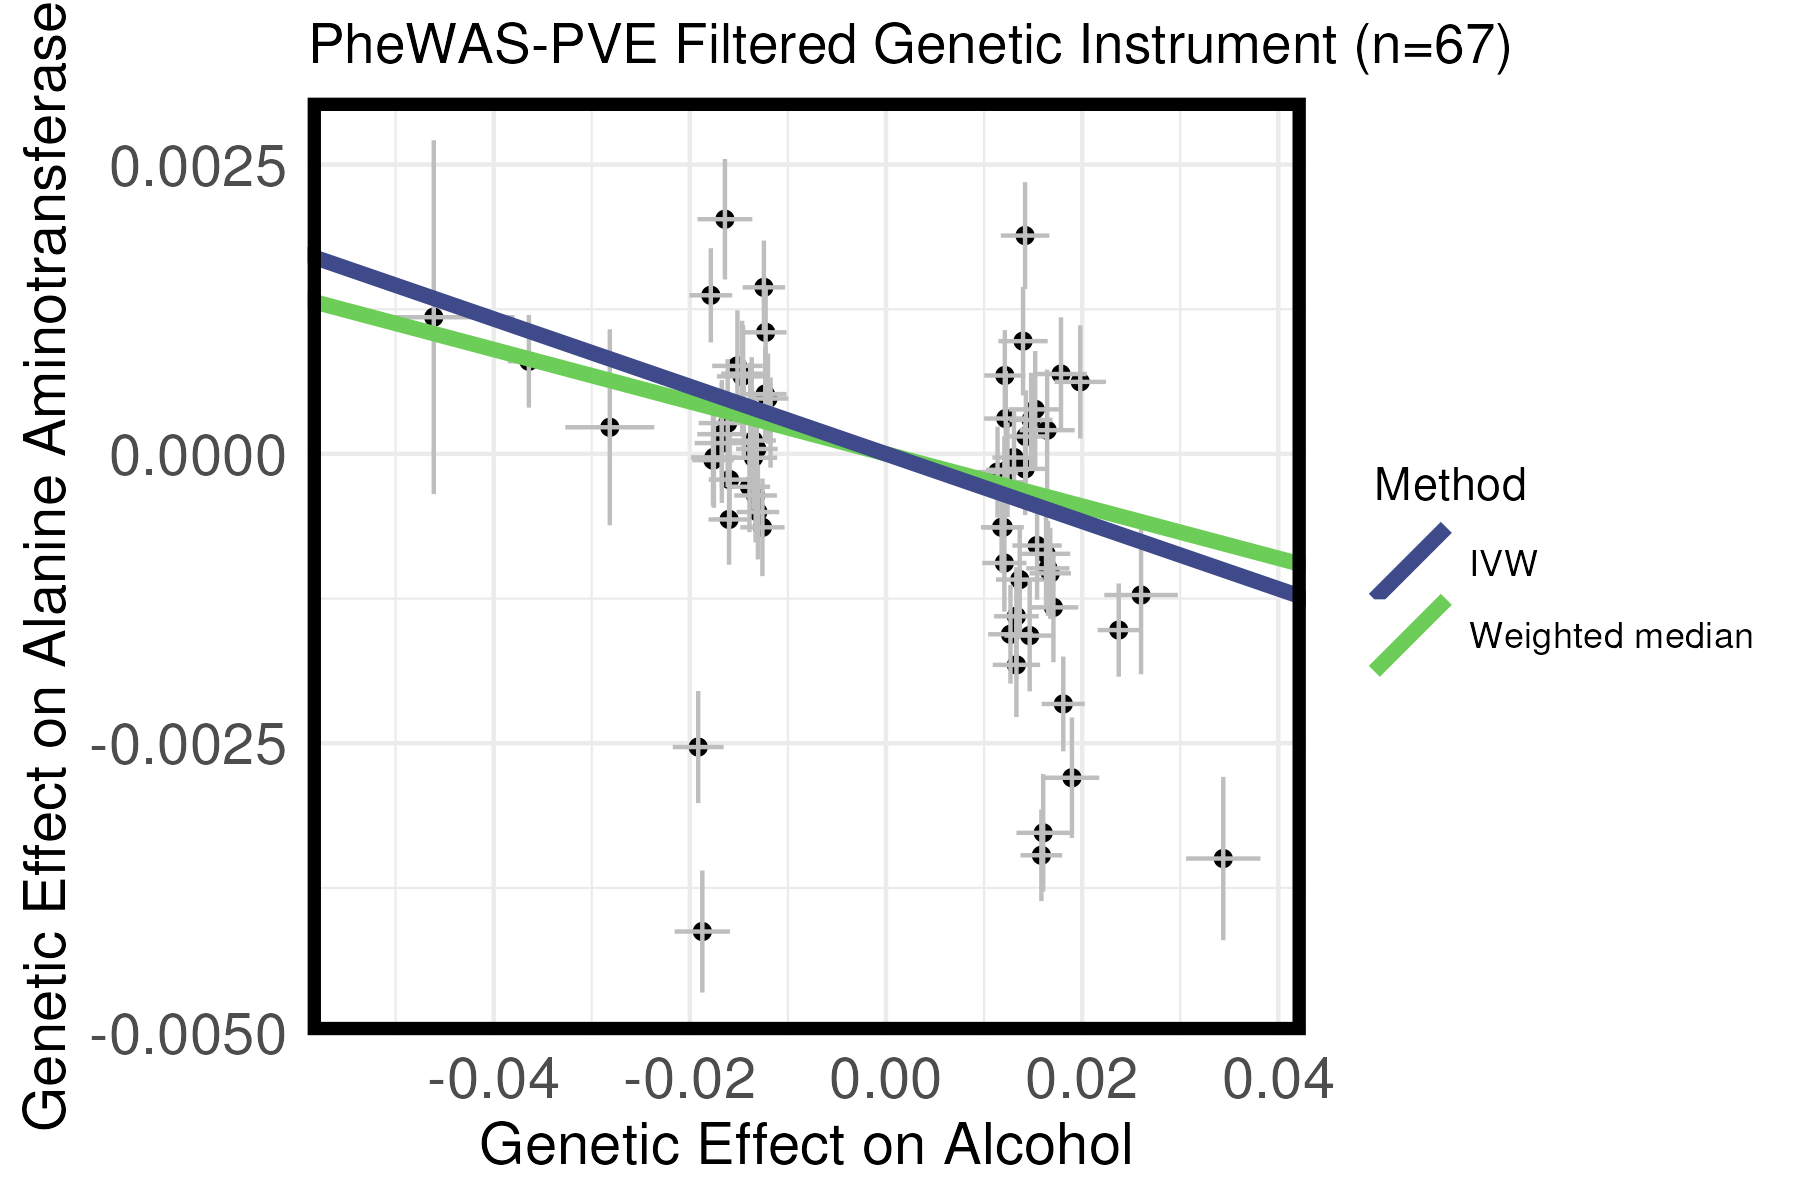 PheWAS-PVE Filtered Genetic Instrument (n=67)
Genetic Effect on Alanine Aminotransferase
0.0025
0.0000
-0.0025
-0.0050
-0.04 -0.02 0.00 0.02 0.04
Genetic Effect on Alcohol
Method
IVW
Weighted median